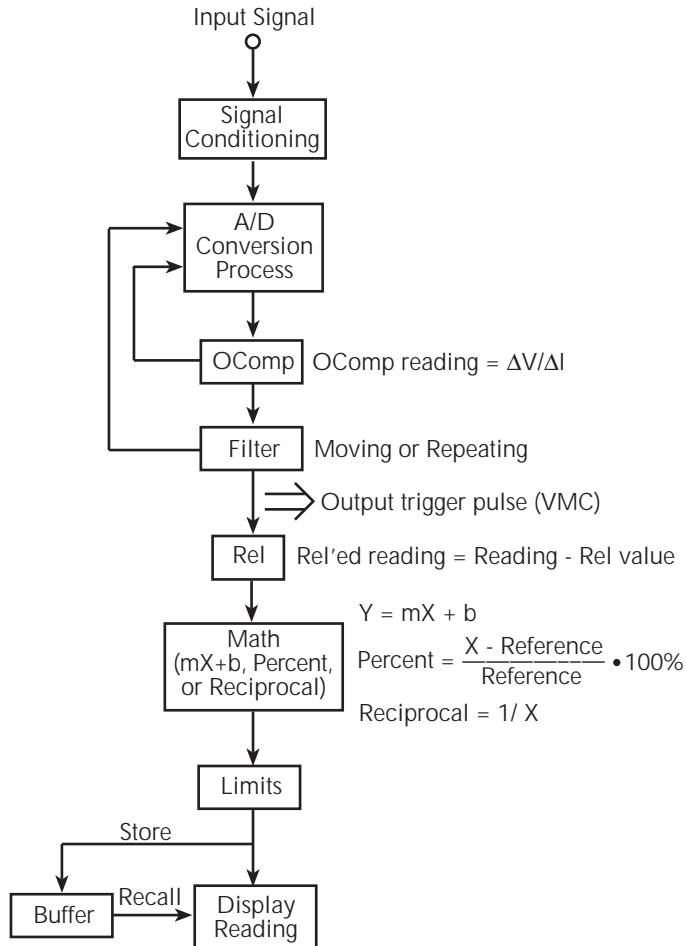 Input Signal
Signal
Conditioning
A/D
Conversion
Process
OComp
OComp reading = ΔV/ΔI
Filter
Moving or Repeating
Output trigger pulse (VMC)
Rel
Rel'ed reading = Reading - Rel value
Math
(mX+b, Percent,
or Reciprocal)
Y = mX + b
Percent = X - Reference / Reference • 100%
Reciprocal = 1/ X
Limits
Store
Buffer
Recall
Display
Reading